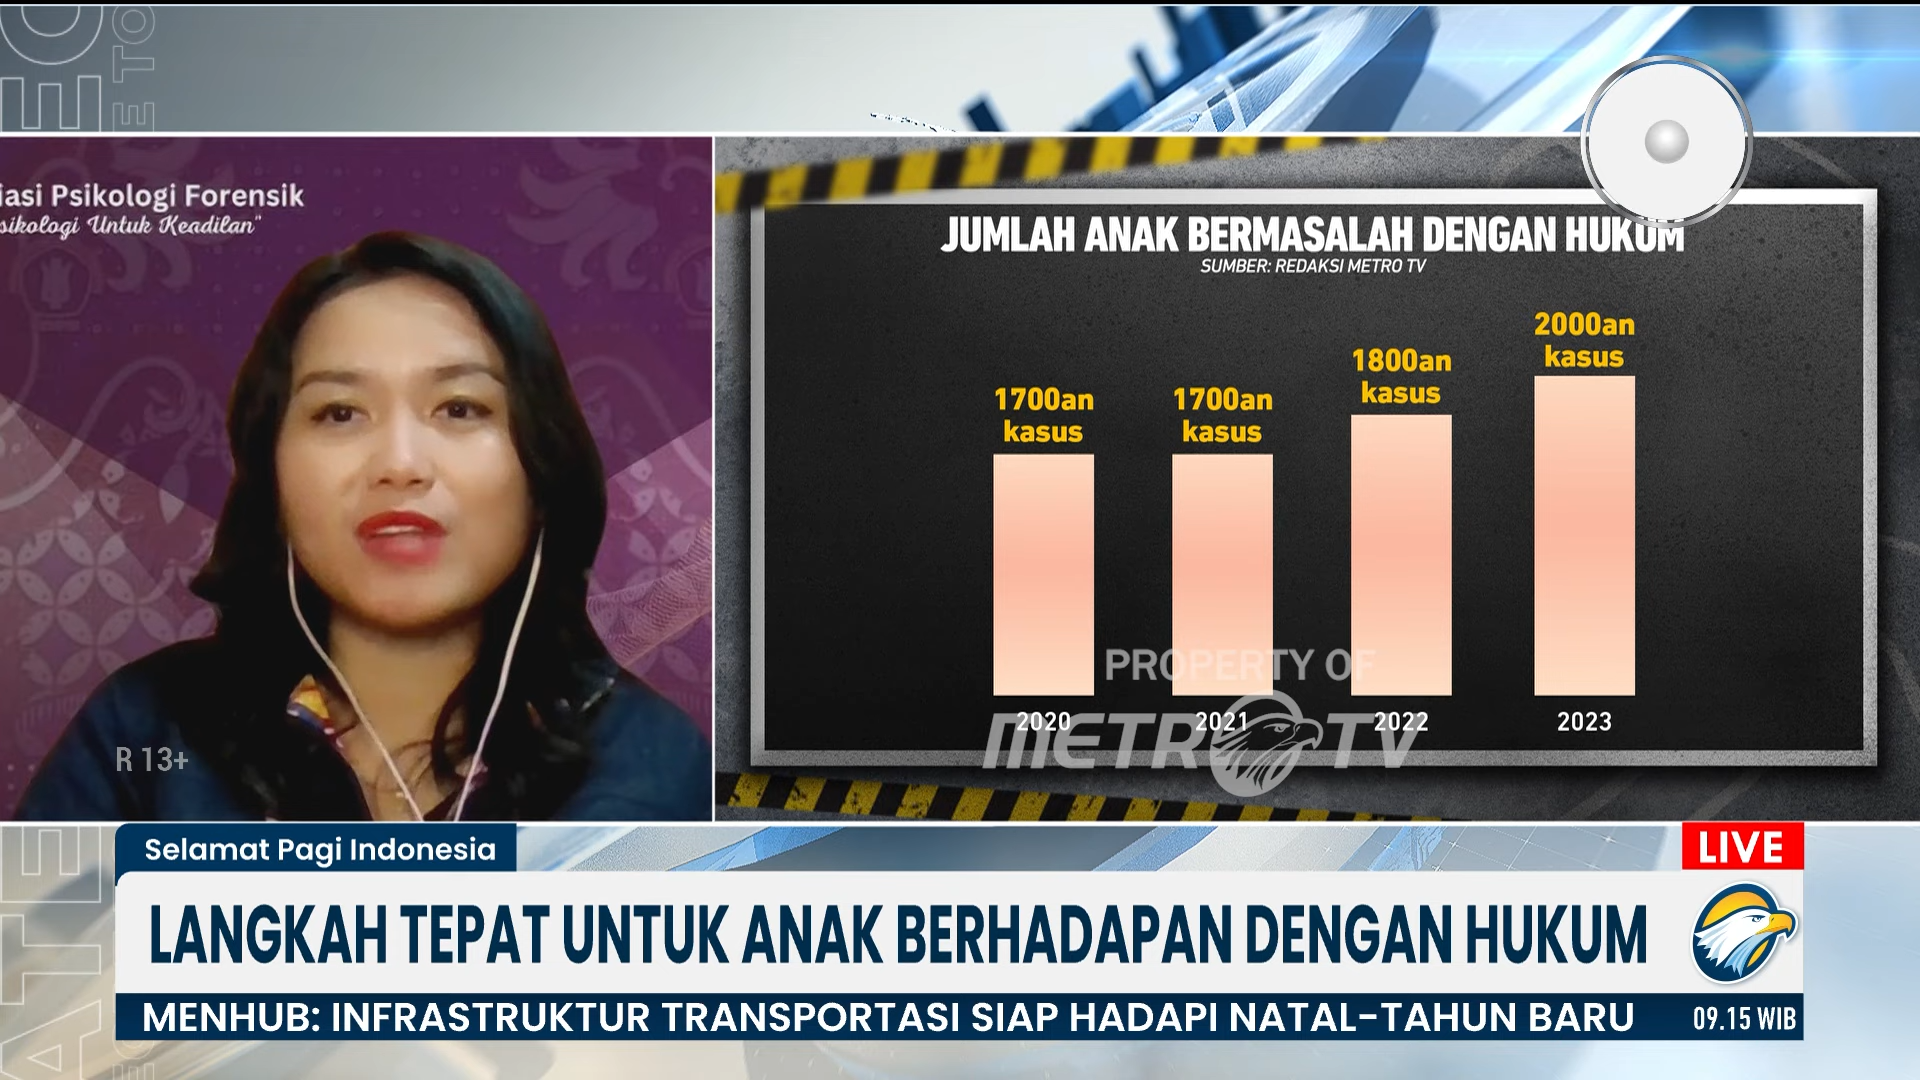 iasi Psikologi Forensik
sikologi Untuk Keadilan"
JUMLAH ANAK BERMASALAH DENGAN HUKUM
SUMBER: REDAKSI METRO TV
1700an
kasus
1700an
kasus
1800an
kasus
2000an
kasus
2020
2021
2022
2023
PROPERTY OF
METRO TV
R 13+
Selamat Pagi Indonesia
LIVE
LANGKAH TEPAT UNTUK ANAK BERHADAPAN DENGAN HUKUM
MENHUB: INFRASTRUKTUR TRANSPORTASI SIAP HADAPI NATAL-TAHUN BARU
09.15 WIB